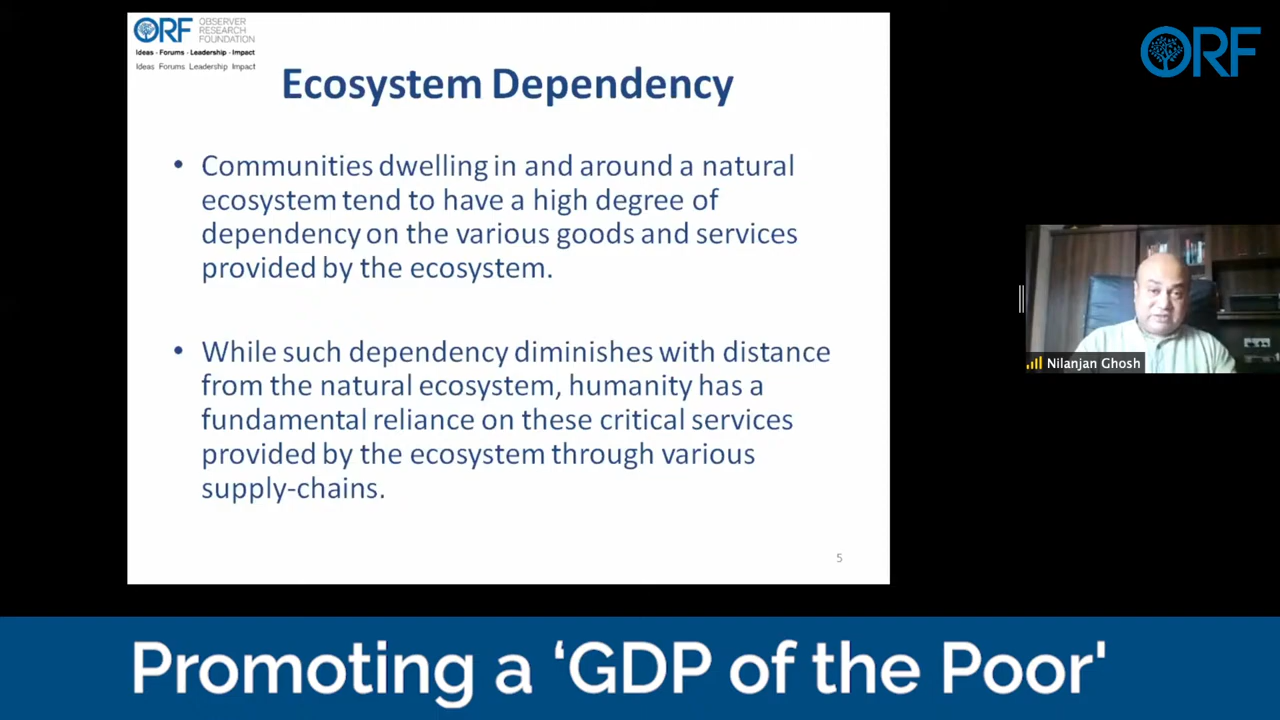 ORF
OBSERVER
RESEARCH
FOUNDATION
Ideas · Forums · Leadership · Impact
Ideas Forums Leadership Impact
ORF
Ecosystem Dependency
• Communities dwelling in and around a natural
ecosystem tend to have a high degree of
dependency on the various goods and services
provided by the ecosystem.
• While such dependency diminishes with distance
from the natural ecosystem, humanity has a
fundamental reliance on these critical services
provided by the ecosystem through various
supply-chains.
5
Nilanjan Ghosh
Promoting a ‘GDP of the Poor'